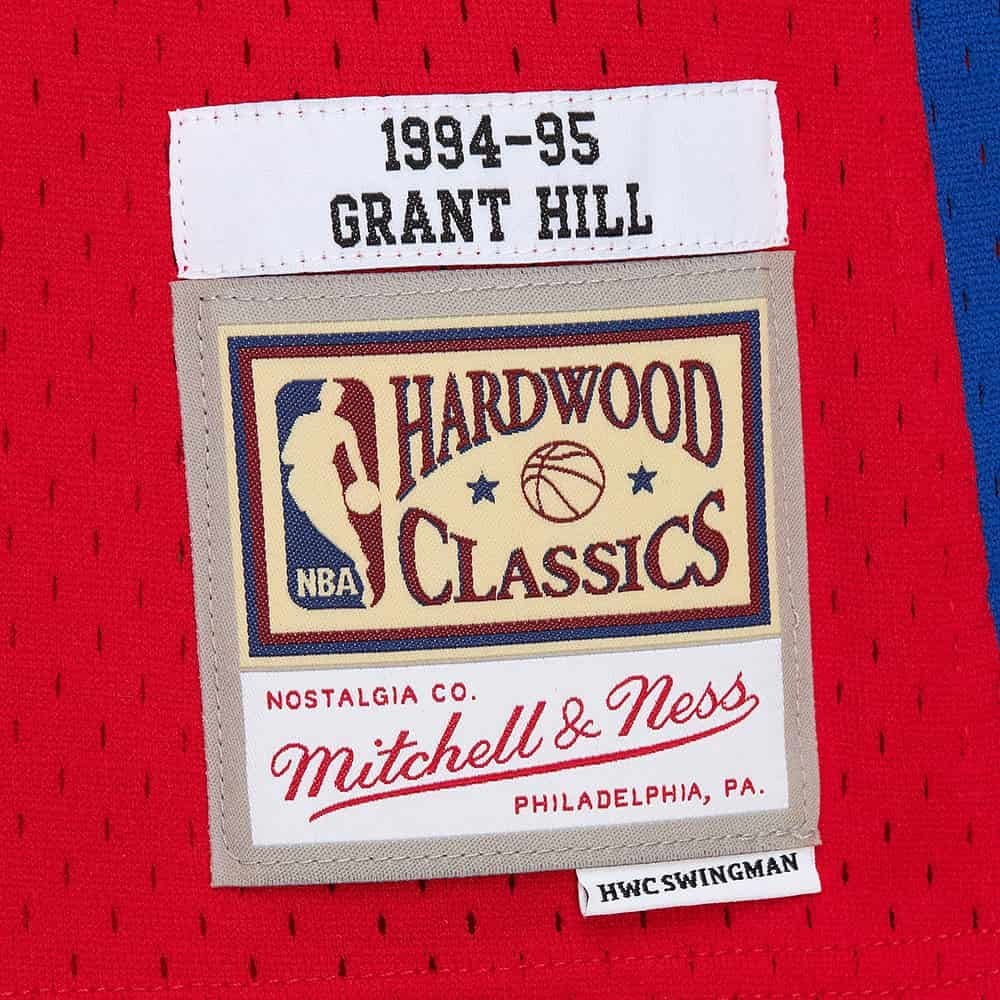 1994-95
GRANT HILL
HARDWOOD
CLASSICS
NBA
NOSTALGIA CO.
Mitchell & Ness
PHILADELPHIA, PA.
HWC SWINGMAN